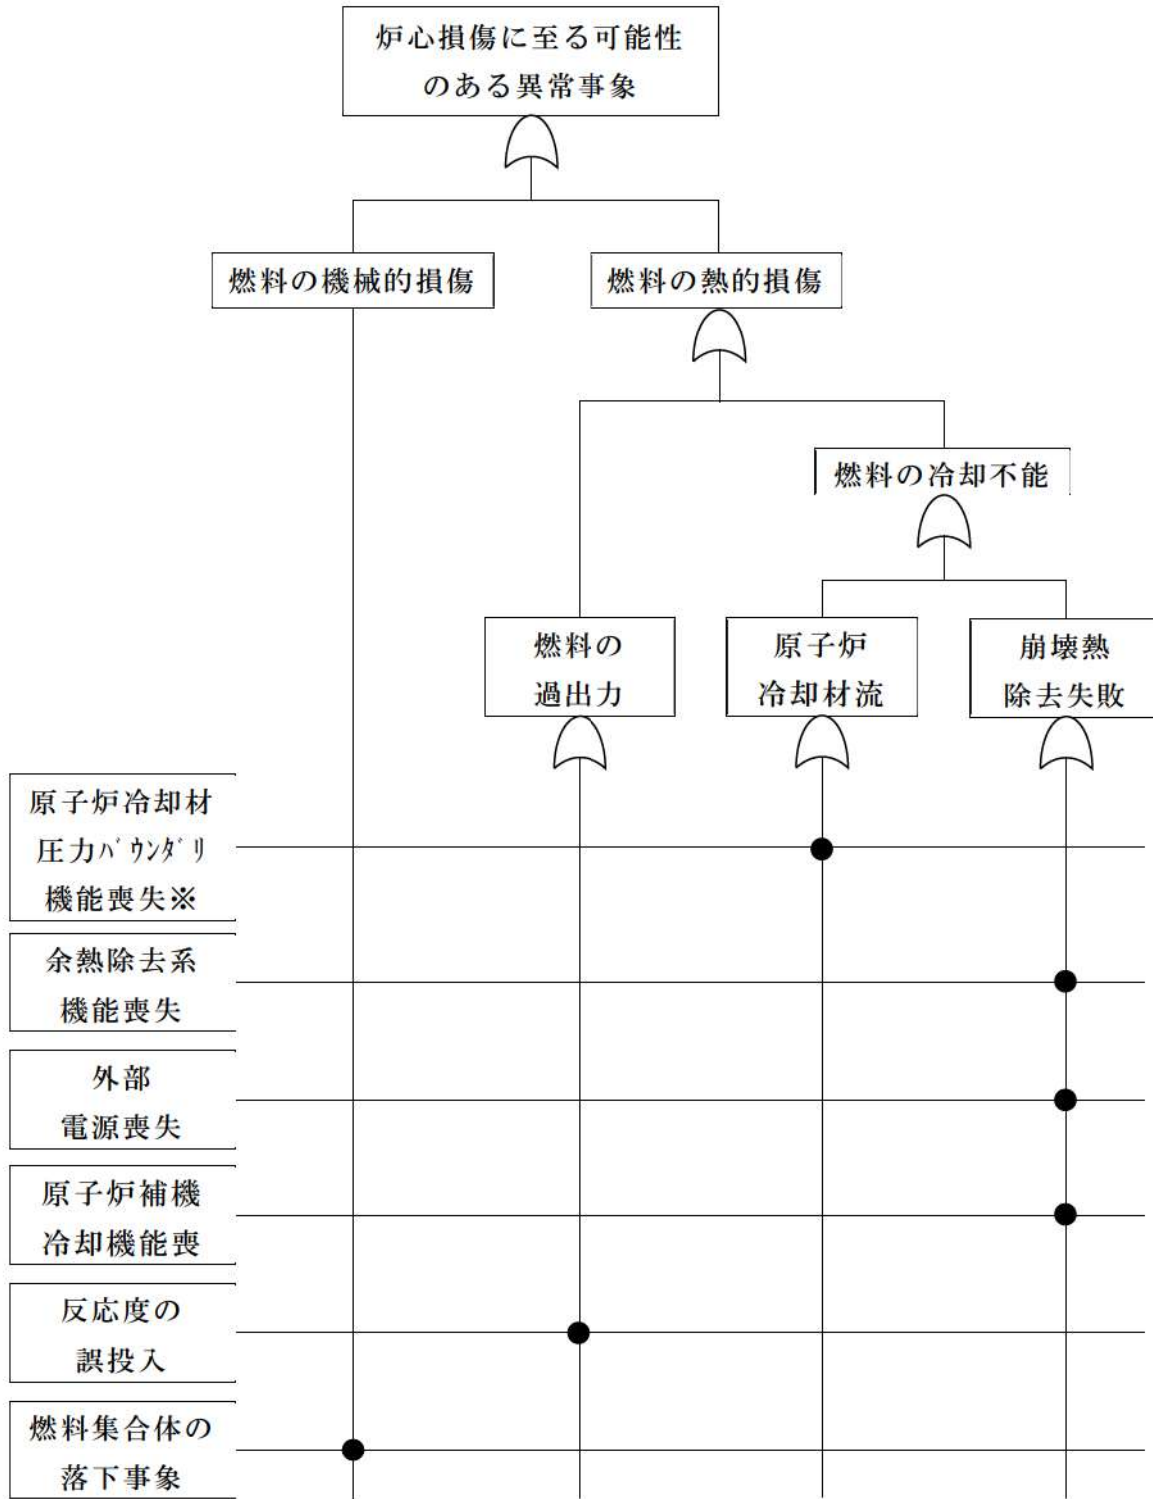 炉心損傷に至る可能性
のある異常事象
燃料の機械的損傷
燃料の熱的損傷
燃料の冷却不能
燃料の
過出力
原子炉
冷却材流
崩壊熱
除去失敗
原子炉冷却材
圧力ﾊﾞｳﾝﾀﾞﾘ
機能喪失※
余熱除去系
機能喪失
外部
電源喪失
原子炉補機
冷却機能喪
反応度の
誤投入
燃料集合体の
落下事象